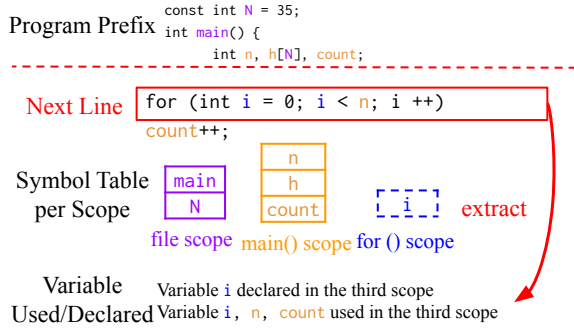 Program Prefix
const int N = 35;
int main() {
int n, h[N], count;
Next Line
for (int i = 0; i < n; i ++)
count++;
Symbol Table
per Scope
main
N
file scope
n
h
count
main() scope
i
for () scope
extract
Variable
Used/Declared
Variable i declared in the third scope
Variable i, n, count used in the third scope